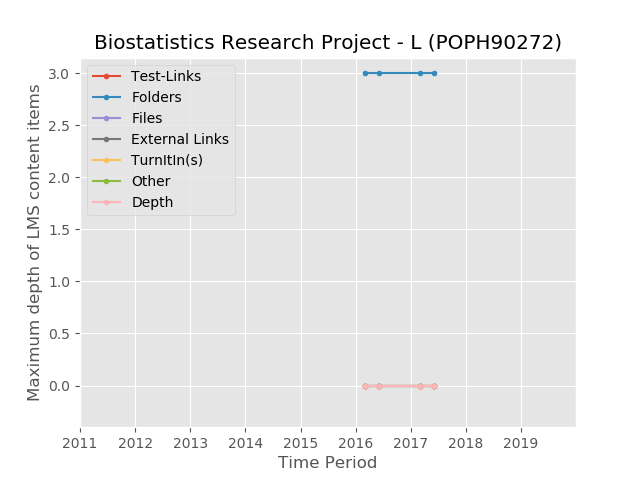 Biostatistics Research Project - L (POPH90272)
Test-Links
Folders
Files
External Links
TurnItIn(s)
Other
Depth
Maximum depth of LMS content items
3.0
2.5
2.0
1.5
1.0
0.5
0.0
2011 2012 2013 2014 2015 2016 2017 2018 2019
Time Period